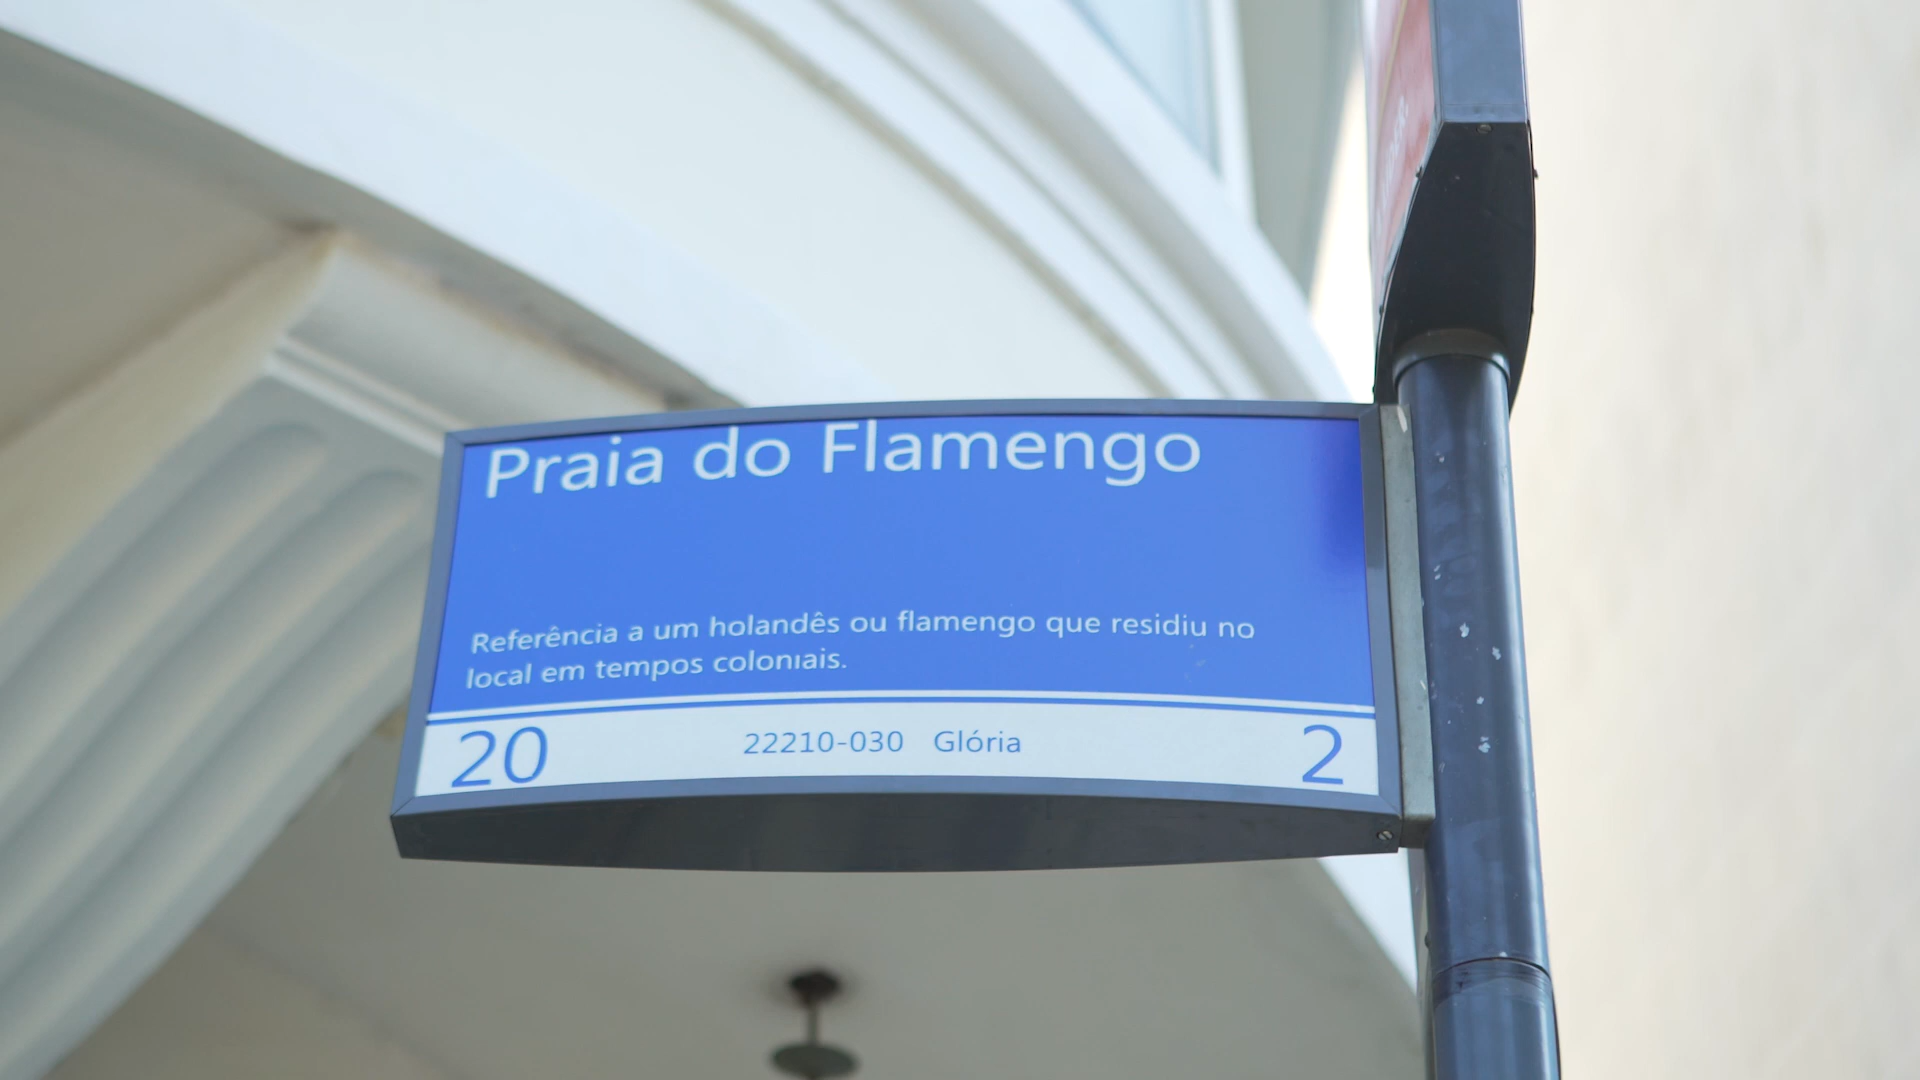 Praia do Flamengo
Referência a um holandês ou flamengo que residiu no
local em tempos coloniais.
20 22210-030 Glória 2